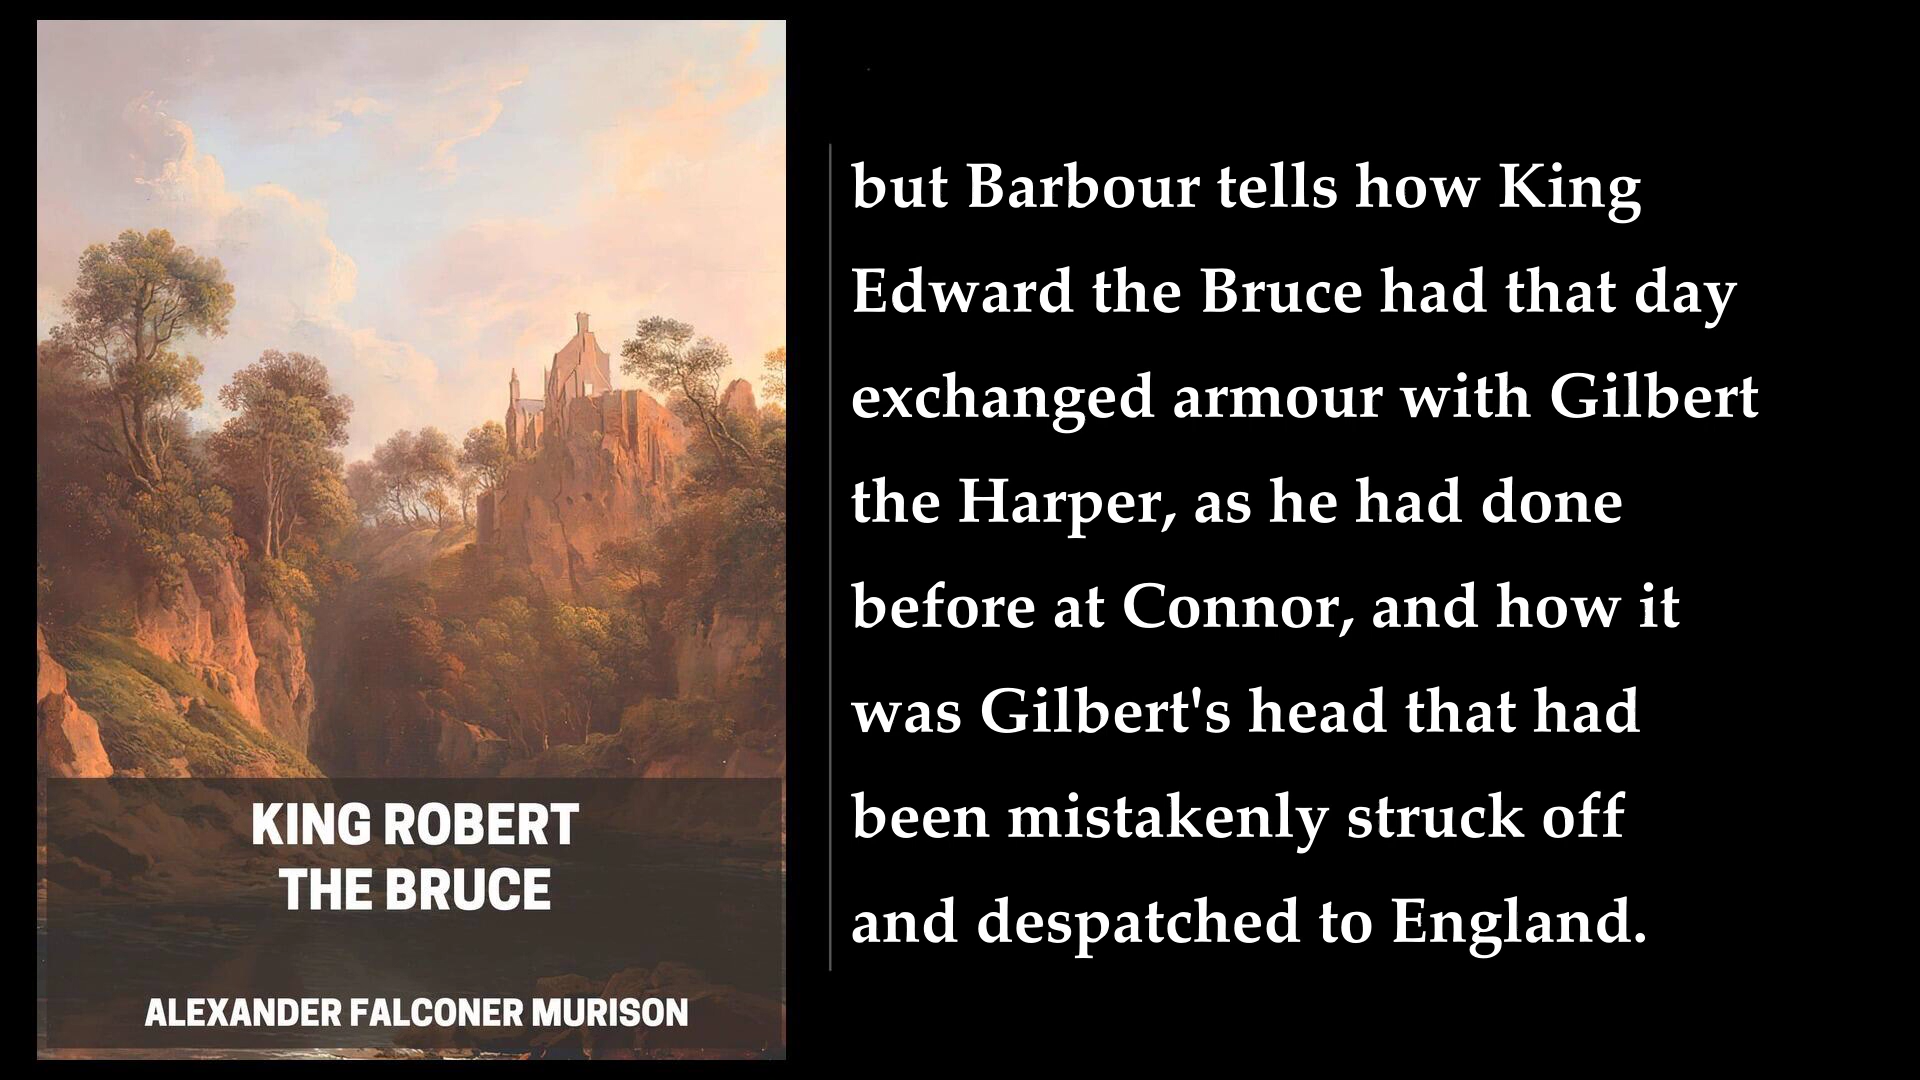 KING ROBERT
THE BRUCE
ALEXANDER FALCONER MURISON
but Barbour tells how King
Edward the Bruce had that day
exchanged armour with Gilbert
the Harper, as he had done
before at Connor, and how it
was Gilbert's head that had
been mistakenly struck off
and despatched to England.